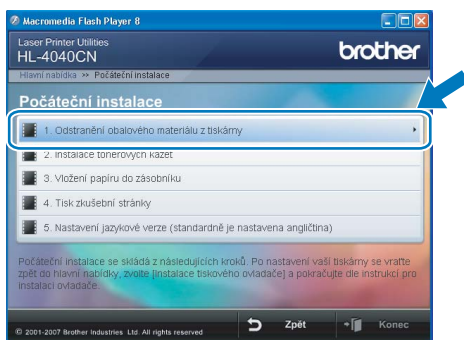 Macromedia Flash Player 8
Laser Printer Utilities
HL-4040CN
brother
Hlavní nabídka >> Počáteční instalace
Počáteční instalace
1. Odstranění obalového materiálu z tiskárny
2. Instalace tonerových kazet
3. Vložení papíru do zásobníku
4. Tisk zkušební stránky
5. Nastavení jazykové verze (standardně je nastavena angličtina)
Počáteční instalace se skládá z následujících kroků. Po nastavení vaší tiskárny se vraťte
zpět do hlavní nabídky, zvolte [Instalace tiskového ovladače] a pokračujte dle instrukcí pro
instalaci ovladače.
© 2001-2007 Brother Industries Ltd. All rights reserved
Zpět
Konec